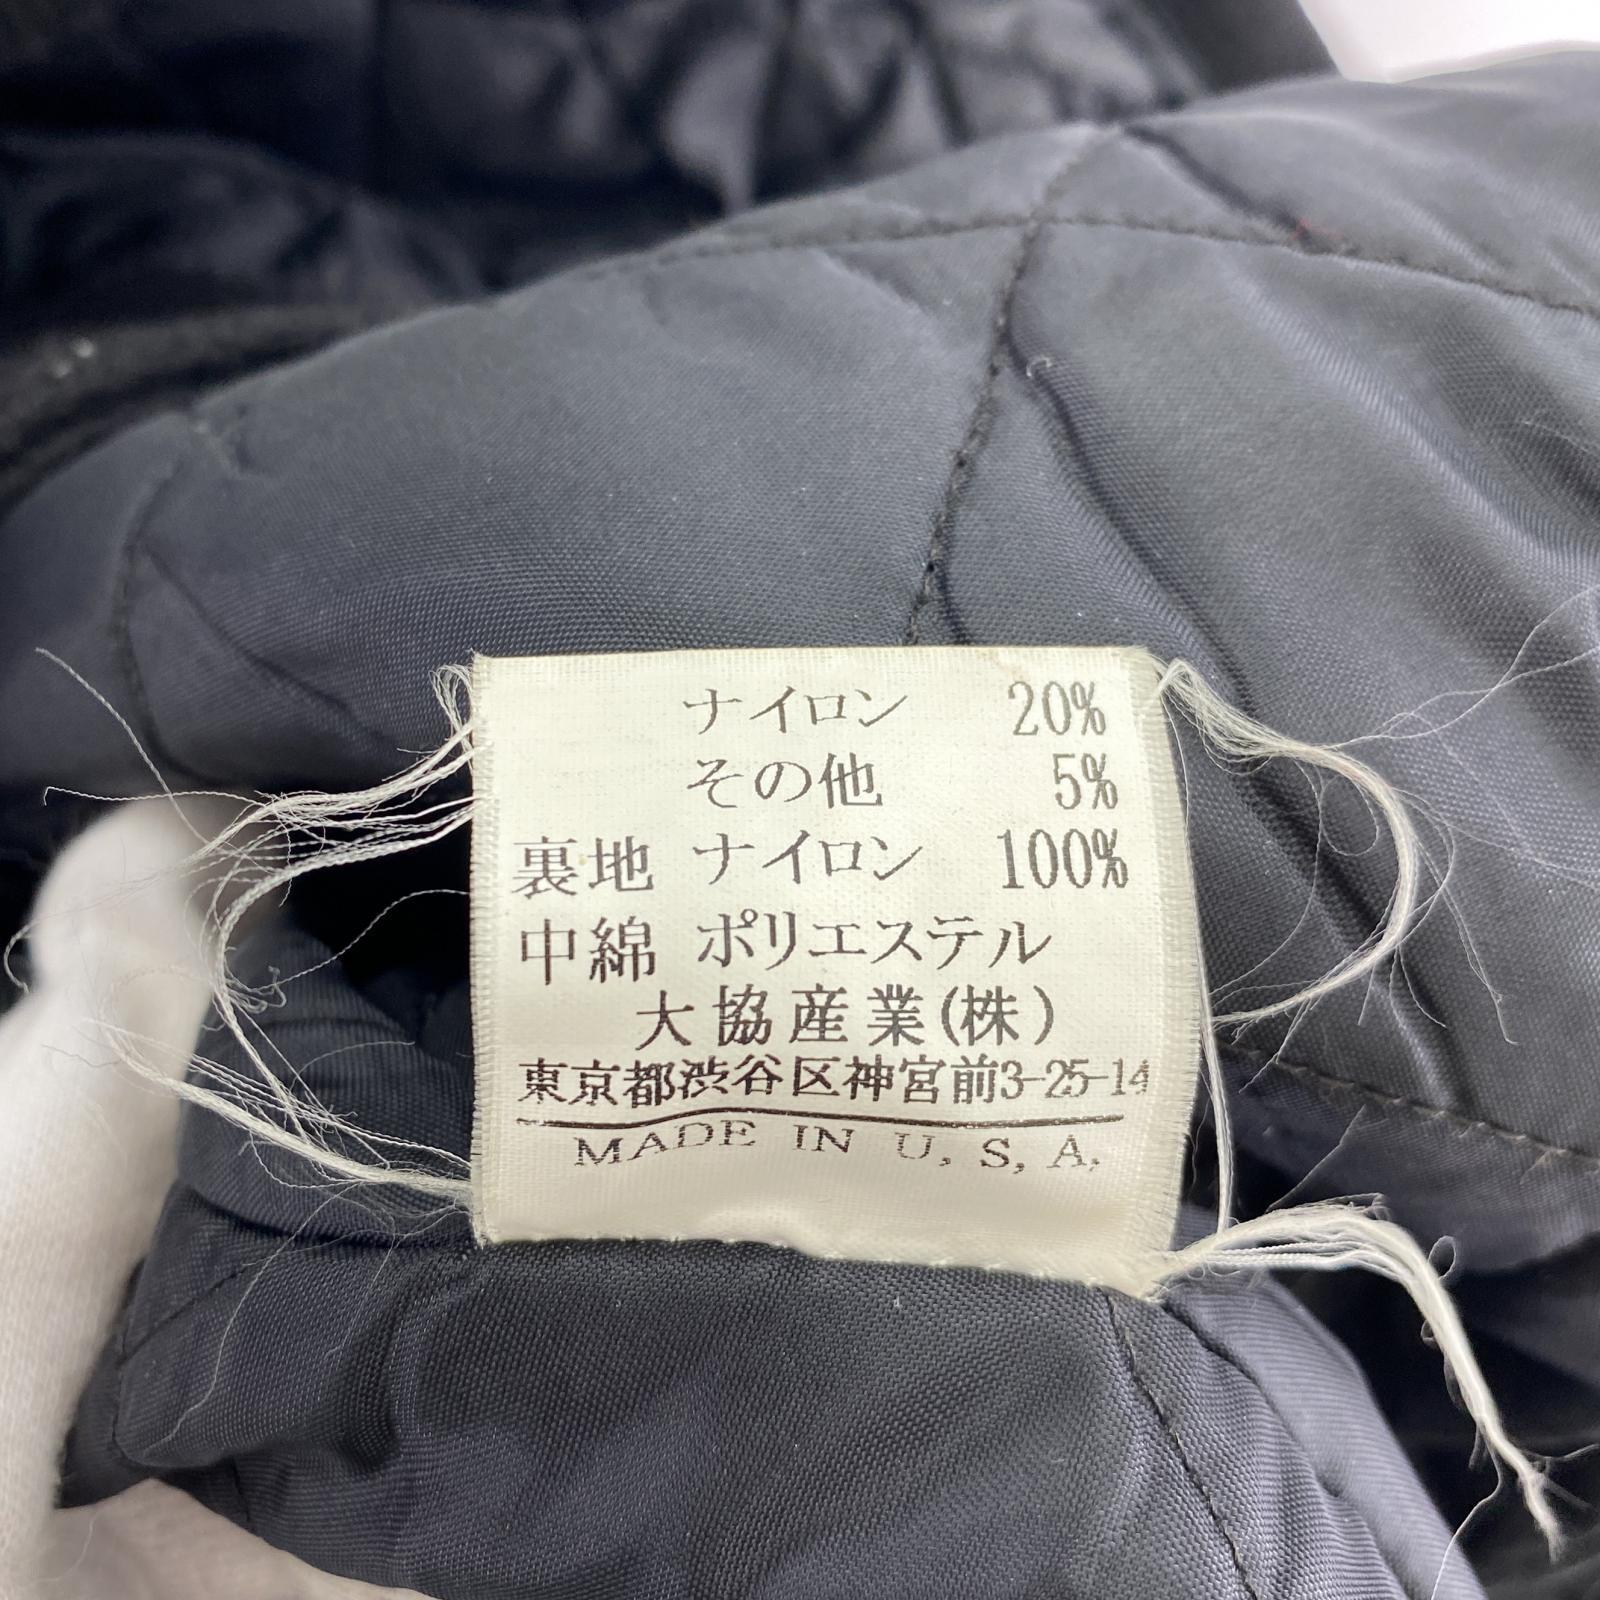 ナイロン 20%
その他 5%
裏地 ナイロン 100%
中綿 ポリエステル
大協産業(株)
東京都渋谷区神宮前3-25-14
MADE IN U.S.A.